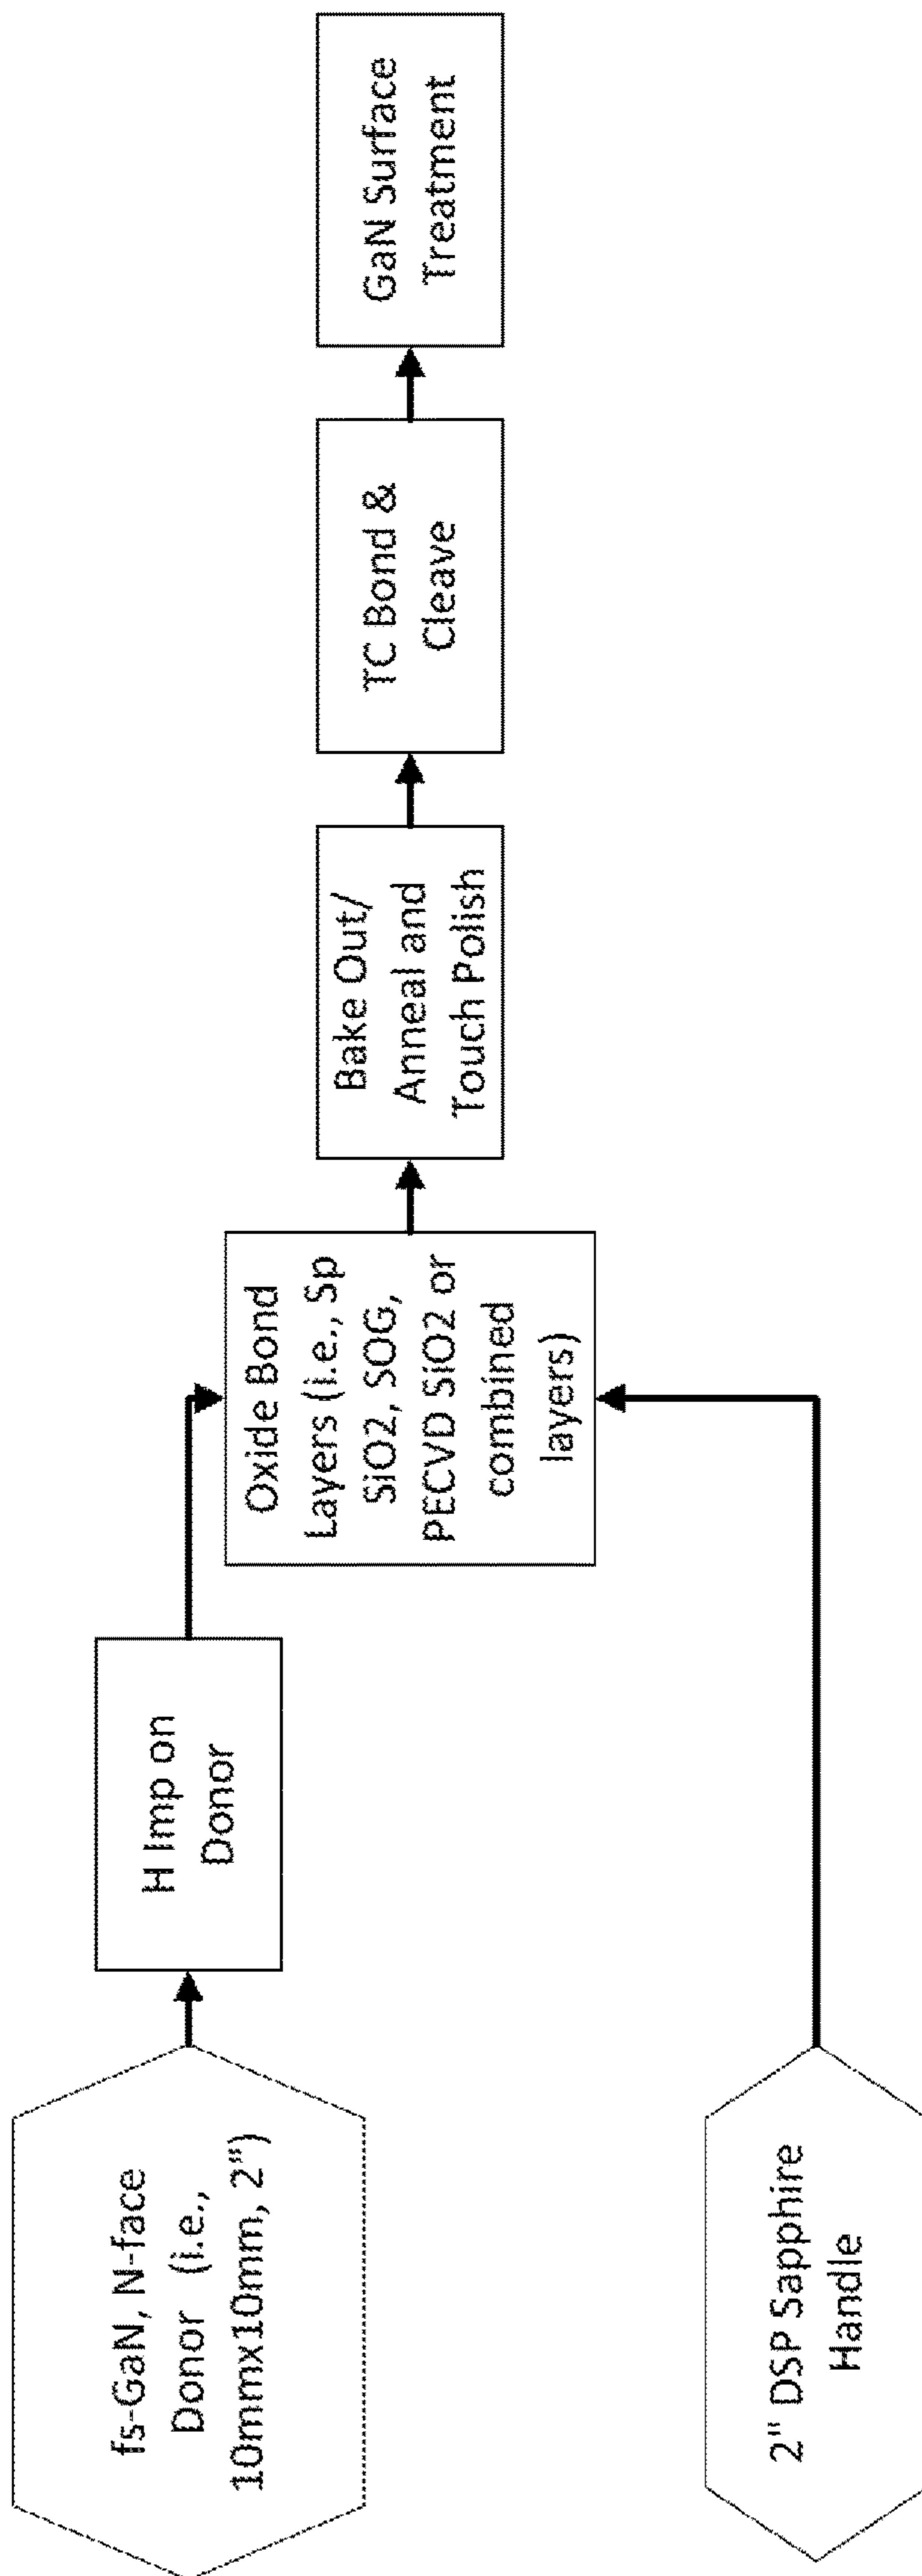 fs-GaN, N-face
Donor (i.e.,
10mmx10mm, 2")
H Imp on
Donor
2" DSP Sapphire
Handle
Oxide Bond
Layers (i.e., Sp
SiO2, SOG,
PECVD SiO2 or
combined
layers)
Bake Out/
Anneal and
Touch Polish
TC Bond &
Cleave
GaN Surface
Treatment